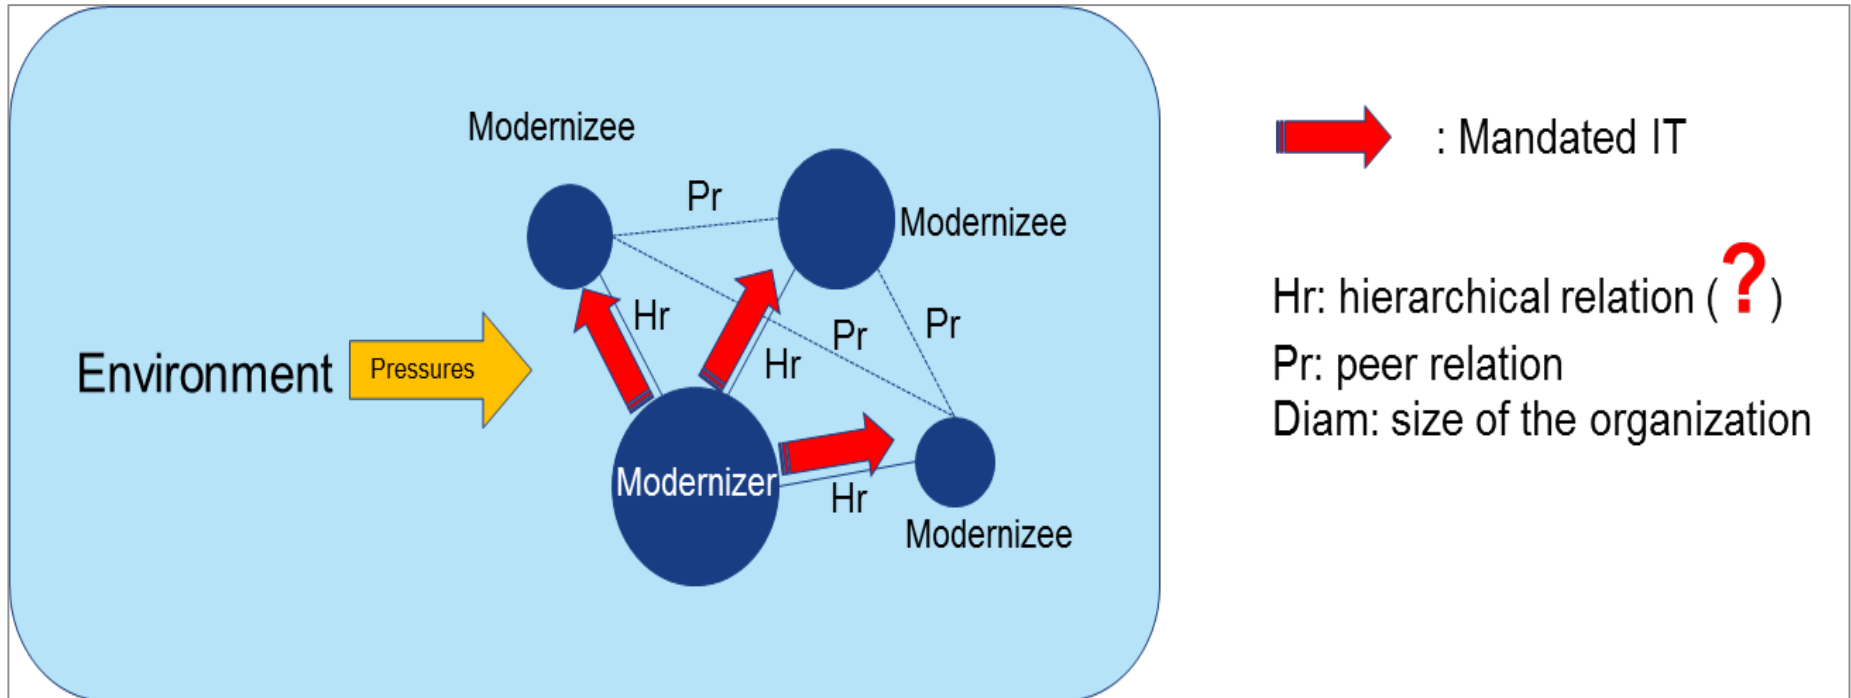 Modernizee
Pr
Modernizee
Hr
Pr
Pr
Hr
Environment
Pressures
Modernizer
Hr
Modernizee
: Mandated IT
Hr: hierarchical relation (?)
Pr: peer relation
Diam: size of the organization